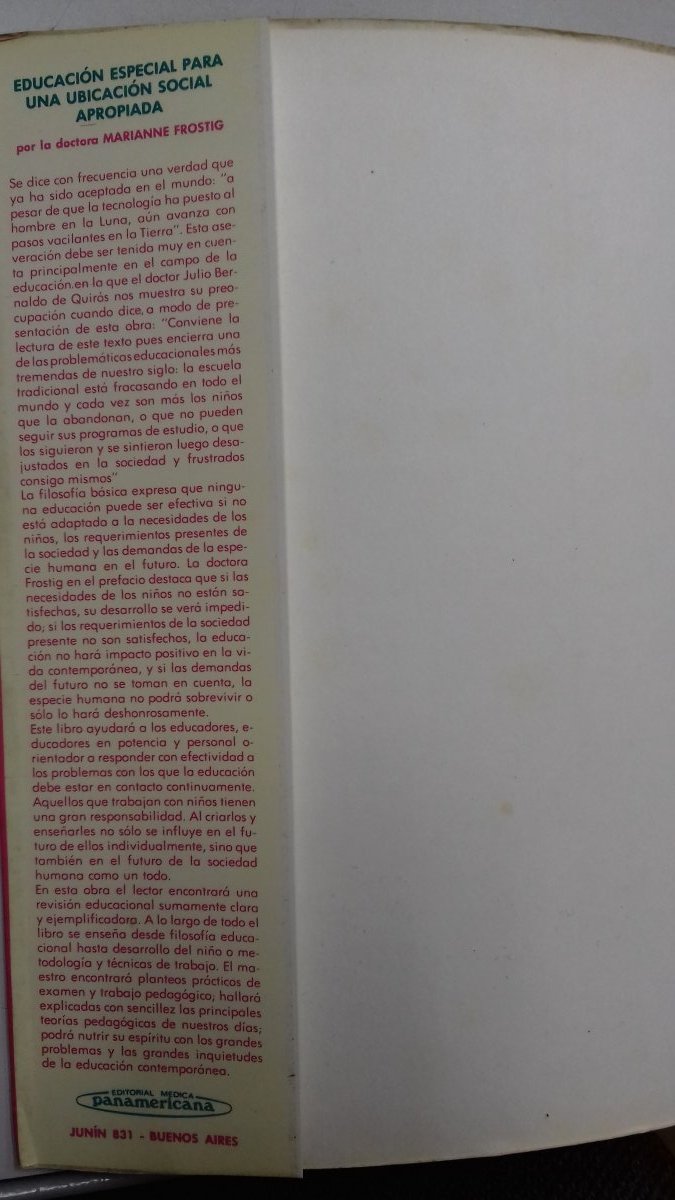 EDUCACIÓN ESPECIAL PARA
UNA UBICACIÓN SOCIAL
APROPIADA
por la doctora MARIANNE FROSTIG
Se dice con frecuencia una verdad que
ya ha sido aceptada en el mundo: "a
pesar de que la tecnología ha puesto al
hombre en la Luna, aún avanza con
pasos vacilantes en la Tierra". Esta ase-
veración debe ser tenida muy en cuen-
ta principalmente en el campo de la
educación.en la que el doctor Julio Ber-
naldo de Quirós nos muestra su preo-
cupación cuando dice, a modo de pre-
sentación de esta obra: "Conviene la
lectura de este texto pues encierra una
de las problemáticas educacionales más
tremendas de nuestro siglo: la escuela
tradicional está fracasando en todo el
mundo y cada vez son más los niños
que la abandonan, o que no pueden
seguir sus programas de estudio, o que
los siguieron y se sintieron luego desa-
justados en la sociedad y frustrados
consigo mismos"
La filosofía básica expresa que ningu-
na educación puede ser efectiva si no
está adaptada a la necesidades de los
niños, los requerimientos presentes de
la sociedad y las demandas de la espe-
cie humana en el futuro. La doctora
Frostig en el prefacio destaca que si las
necesidades de los niños no están sa-
tisfechas, su desarrollo se verá impedi-
do; si los requerimientos de la sociedad
presente no son satisfechos, la educa-
ción no hará impacto positivo en la vi-
da contemporánea, y si las demandas
del futuro no se toman en cuenta, la
especie humana no podrá sobrevivir o
sólo lo hará deshonrosamente.
Este libro ayudará a los educadores, e-
ducadores en potencia y personal o-
rientador a responder con efectividad a
los problemas con los que la educación
debe estar en contacto continuamente.
Aquellos que trabajan con niños tienen
una gran responsabilidad. Al criarlos y
enseñarles no sólo se influye en el fu-
turo de ellos individualmente, sino que
también en el futuro de la sociedad
humana como un todo.
En esta obra el lector encontrará una
revisión educacional sumamente clara
y ejemplificadora. A lo largo de todo el
libro se enseña desde filosofía educa-
cional hasta desarrollo del niño o me-
todología y técnicas de trabajo. El ma-
estro encontrará planteos prácticos de
examen y trabajo pedagógico; hallará
explicadas con sencillez las principales
teorías pedagógicas de nuestros días;
podrá nutrir su espíritu con los grandes
problemas y las grandes inquietudes
de la educación contemporánea.
EDITORIAL MEDICA
panamericana
JUNÍN 831 - BUENOS AIRES